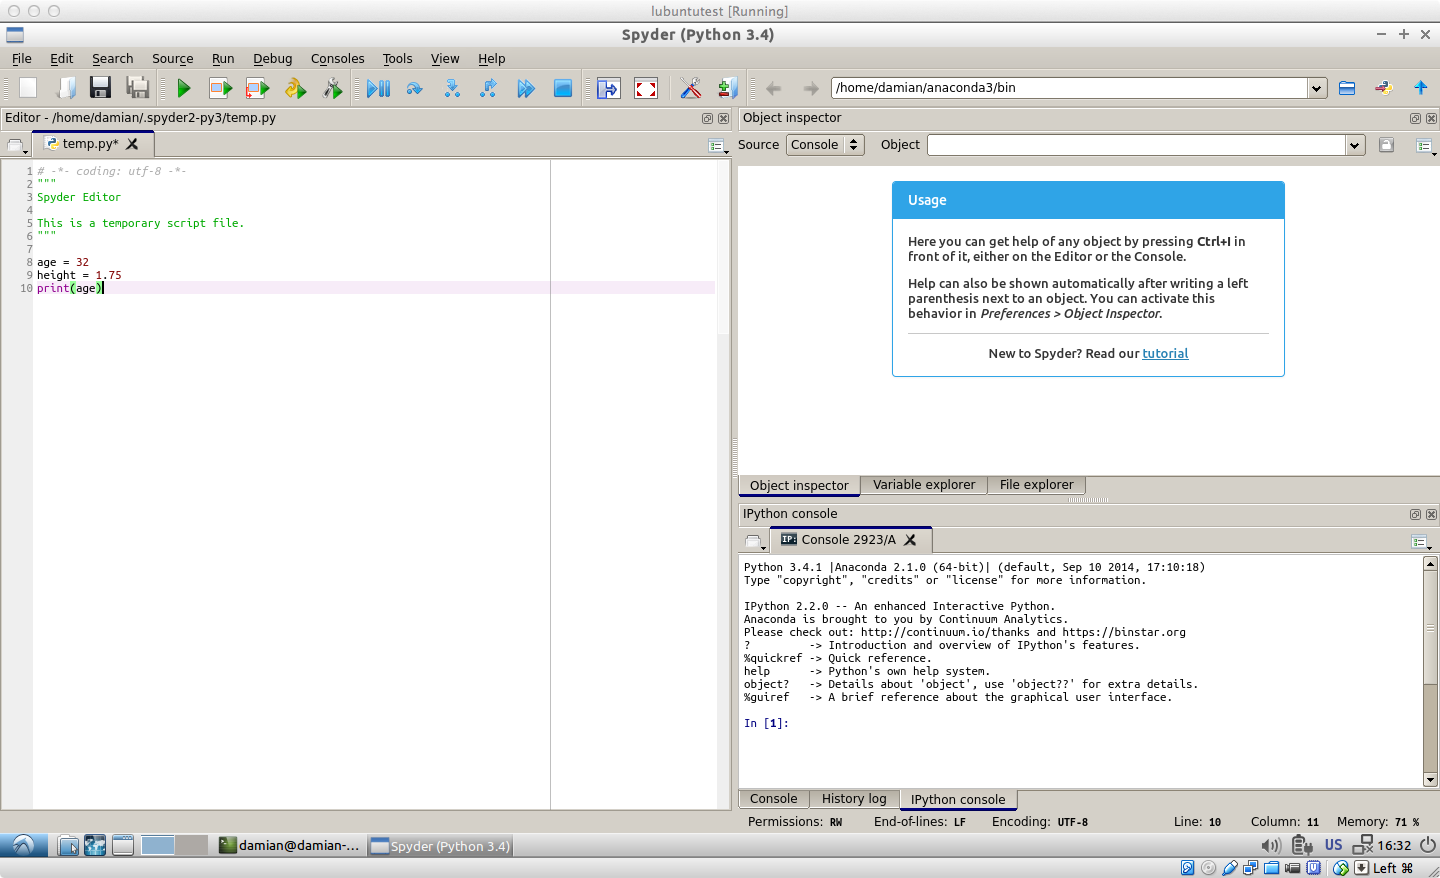 lubuntutest [Running]
Spyder (Python 3.4)
File Edit Search Source Run Debug Consoles Tools View Help
/home/damian/anaconda3/bin
Editor - /home/damian/.spyder2-py3/temp.py
temp.py*
1 # -*- coding: utf-8 -*-
2 """
3 Spyder Editor
4
5 This is a temporary script file.
6 """
7
8 age = 32
9 height = 1.75
10 print(age)
Object inspector
Source Console Object
Usage
Here you can get help of any object by pressing Ctrl+I in
front of it, either on the Editor or the Console.
Help can also be shown automatically after writing a left
parenthesis next to an object. You can activate this
behavior in Preferences > Object Inspector.
New to Spyder? Read our tutorial
Object inspector Variable explorer File explorer
IPython console
IP: Console 2923/A
Python 3.4.1 |Anaconda 2.1.0 (64-bit)| (default, Sep 10 2014, 17:10:18)
Type "copyright", "credits" or "license" for more information.
IPython 2.2.0 -- An enhanced Interactive Python.
Anaconda is brought to you by Continuum Analytics.
Please check out: http://continuum.io/thanks and https://binstar.org
? -> Introduction and overview of IPython's features.
%quickref -> Quick reference.
help -> Python's own help system.
object? -> Details about 'object', use 'object??' for extra details.
%guiref -> A brief reference about the graphical user interface.
In [1]:
Console History log IPython console
Permissions: RW End-of-lines: LF Encoding: UTF-8 Line: 10 Column: 11 Memory: 71 %
damian@damian-... Spyder (Python 3.4) US 16:32
Left ⌘